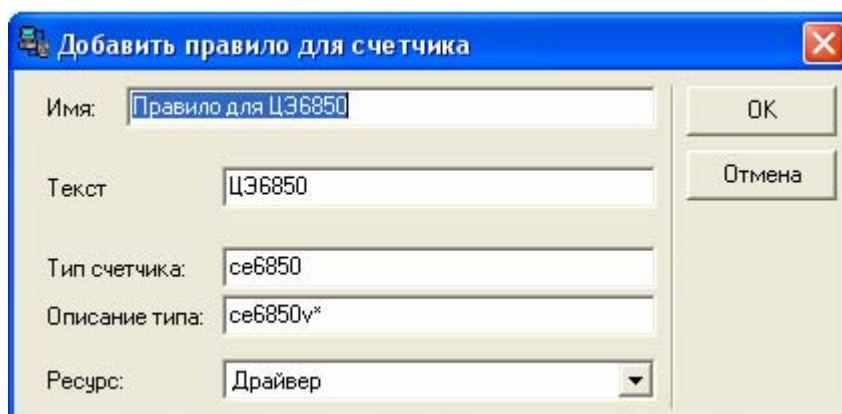 Добавить правило для счетчика
Имя: Правило для ЦЭ6850
OK
Текст ЦЭ6850
Отмена
Тип счетчика: ce6850
Описание типа: ce6850v*
Ресурс: Драйвер